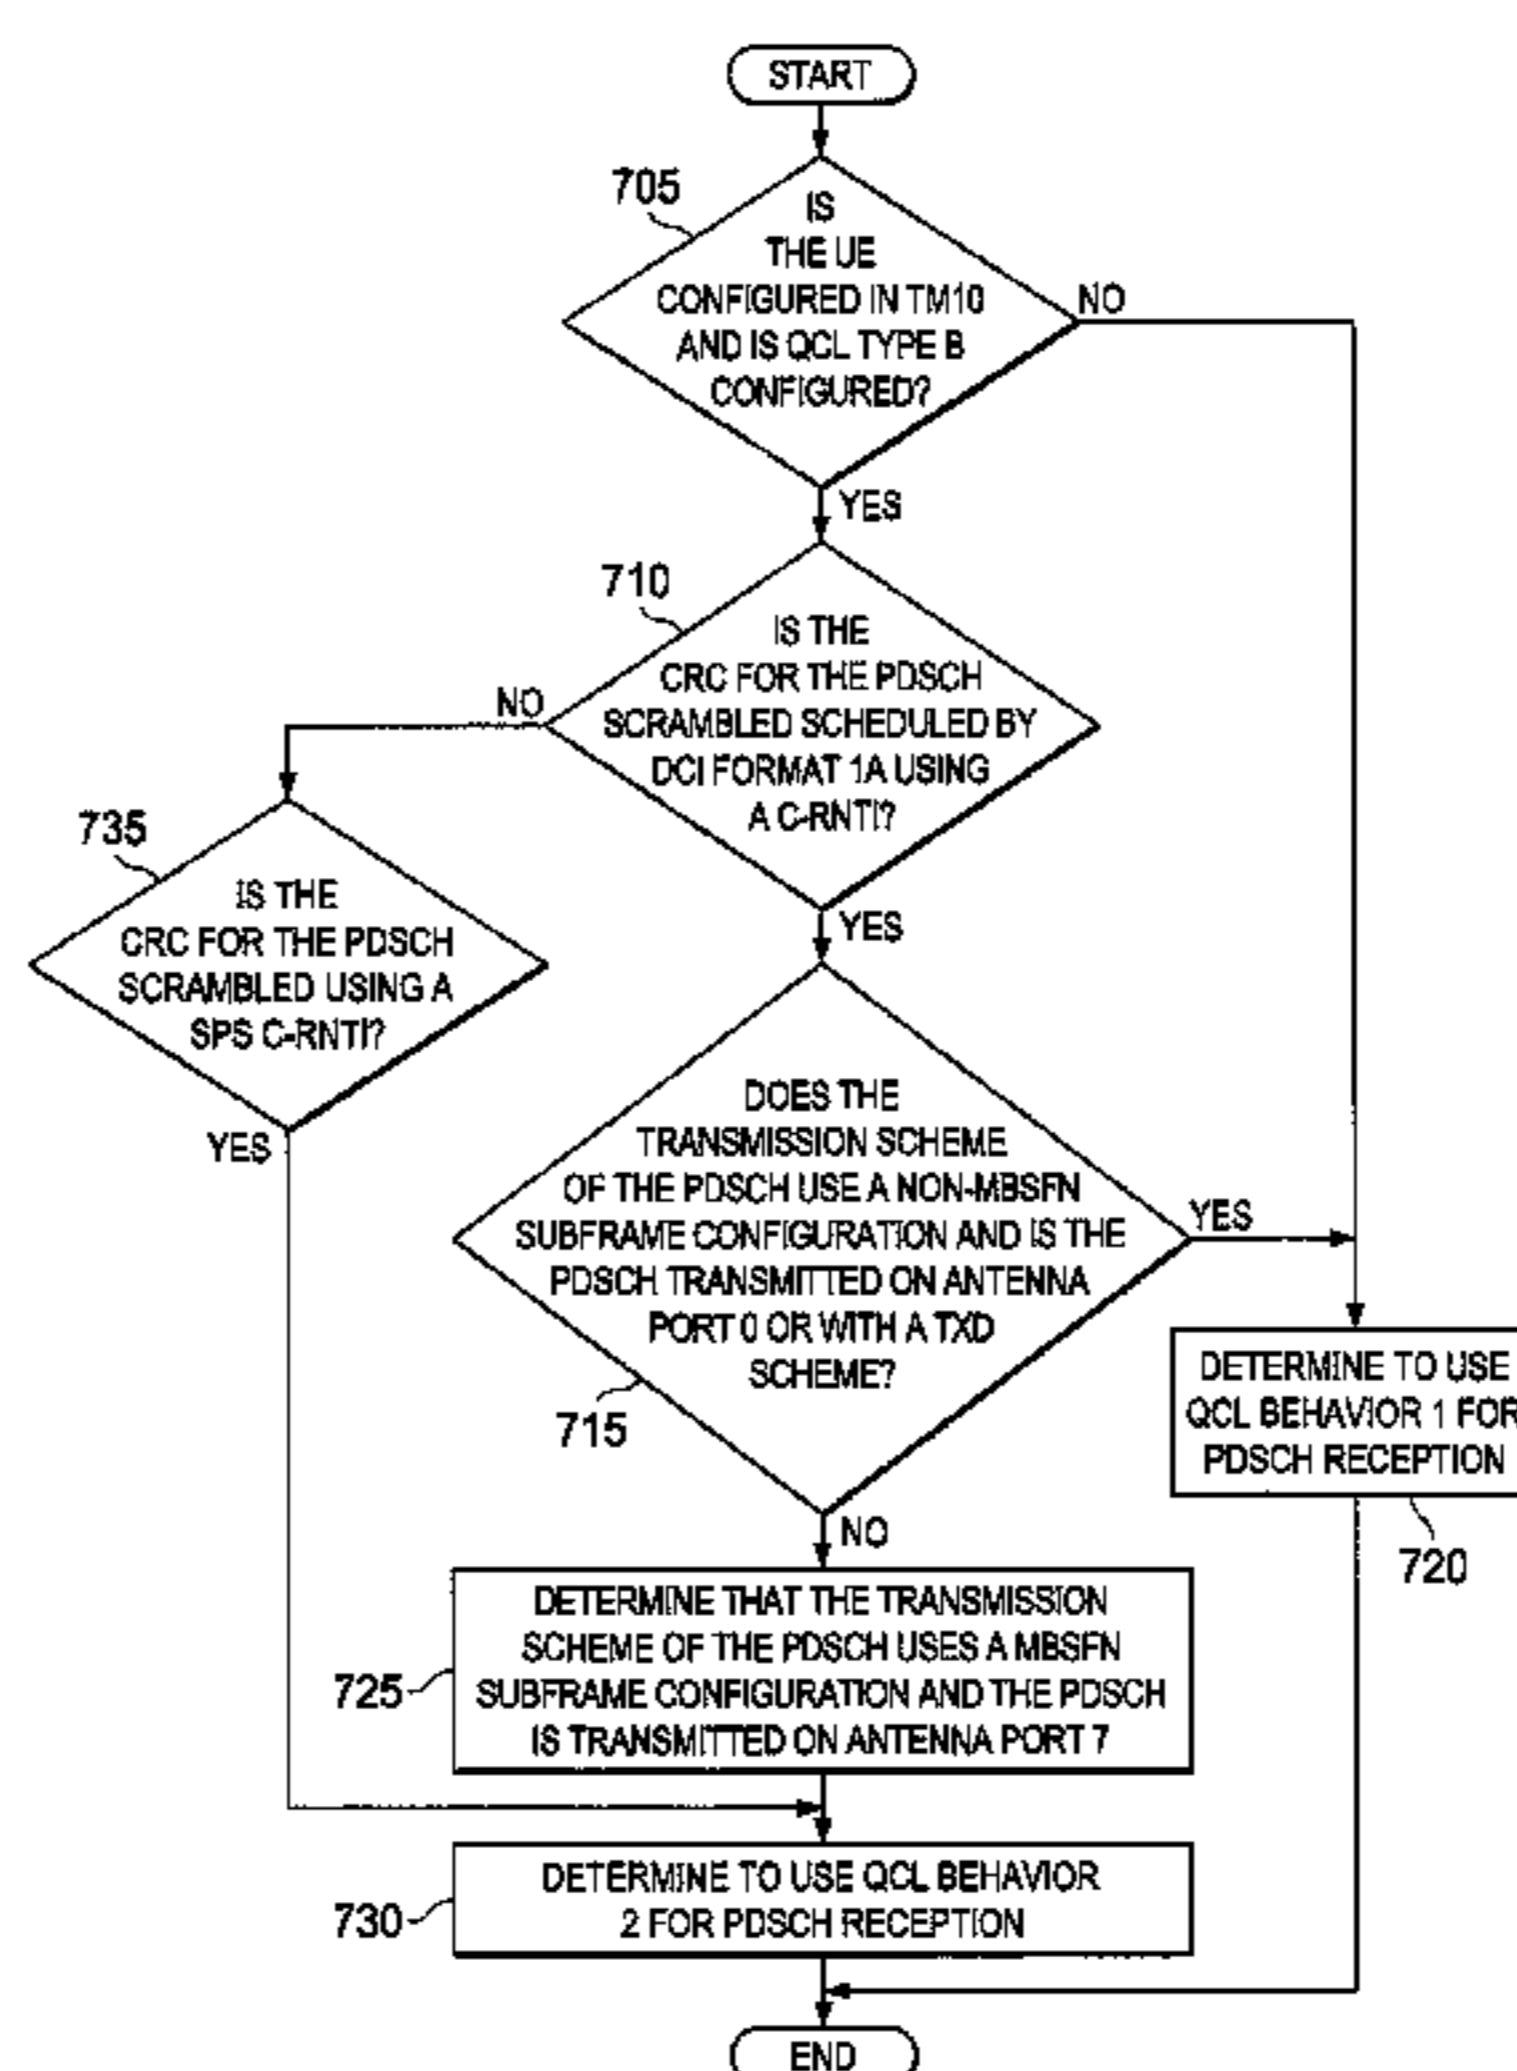 START
705
IS
THE UE
CONFIGURED IN TM10
AND IS QCL TYPE B
CONFIGURED?
NO
YES
710
IS THE
CRC FOR THE PDSCH
SCRAMBLED SCHEDULED BY
DCI FORMAT 1A USING
A C-RNTI?
NO
YES
735
IS THE
CRC FOR THE PDSCH
SCRAMBLED USING A
SPS C-RNTI?
YES
DOES THE
TRANSMISSION SCHEME
OF THE PDSCH USE A NON-MBSFN
SUBFRAME CONFIGURATION AND IS THE
PDSCH TRANSMITTED ON ANTENNA
PORT 0 OR WITH A TXD
SCHEME?
YES
715
NO
DETERMINE TO USE
QCL BEHAVIOR 1 FOR
PDSCH RECEPTION
720
DETERMINE THAT THE TRANSMISSION
SCHEME OF THE PDSCH USES A MBSFN
SUBFRAME CONFIGURATION AND THE PDSCH
IS TRANSMITTED ON ANTENNA PORT 7
725
DETERMINE TO USE QCL BEHAVIOR
2 FOR PDSCH RECEPTION
730
END